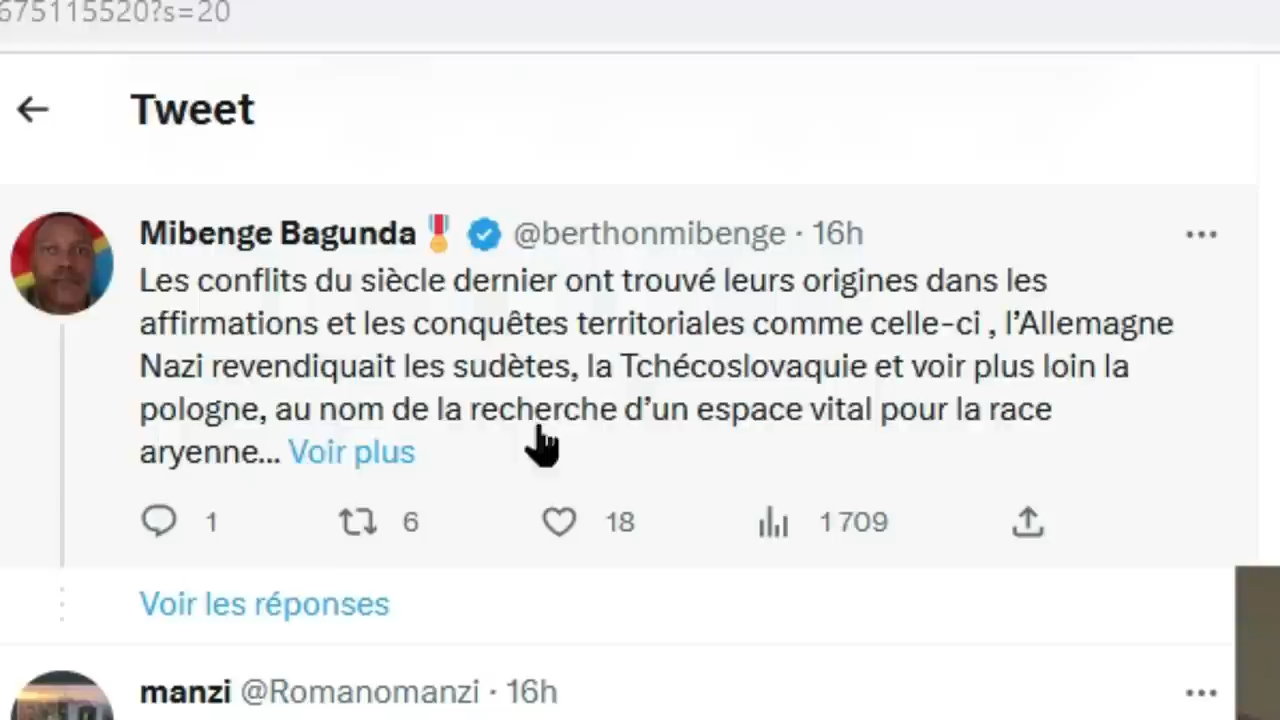 675115520?s=20
Tweet
Mibenge Bagunda @berthonmibenge · 16h
Les conflits du siècle dernier ont trouvé leurs origines dans les
affirmations et les conquêtes territoriales comme celle-ci , l’Allemagne
Nazi revendiquait les sudètes, la Tchécoslovaquie et voir plus loin la
pologne, au nom de la recherche d’un espace vital pour la race
aryenne... Voir plus
1 6 18 1 709
Voir les réponses
manzi @Romanomanzi · 16h